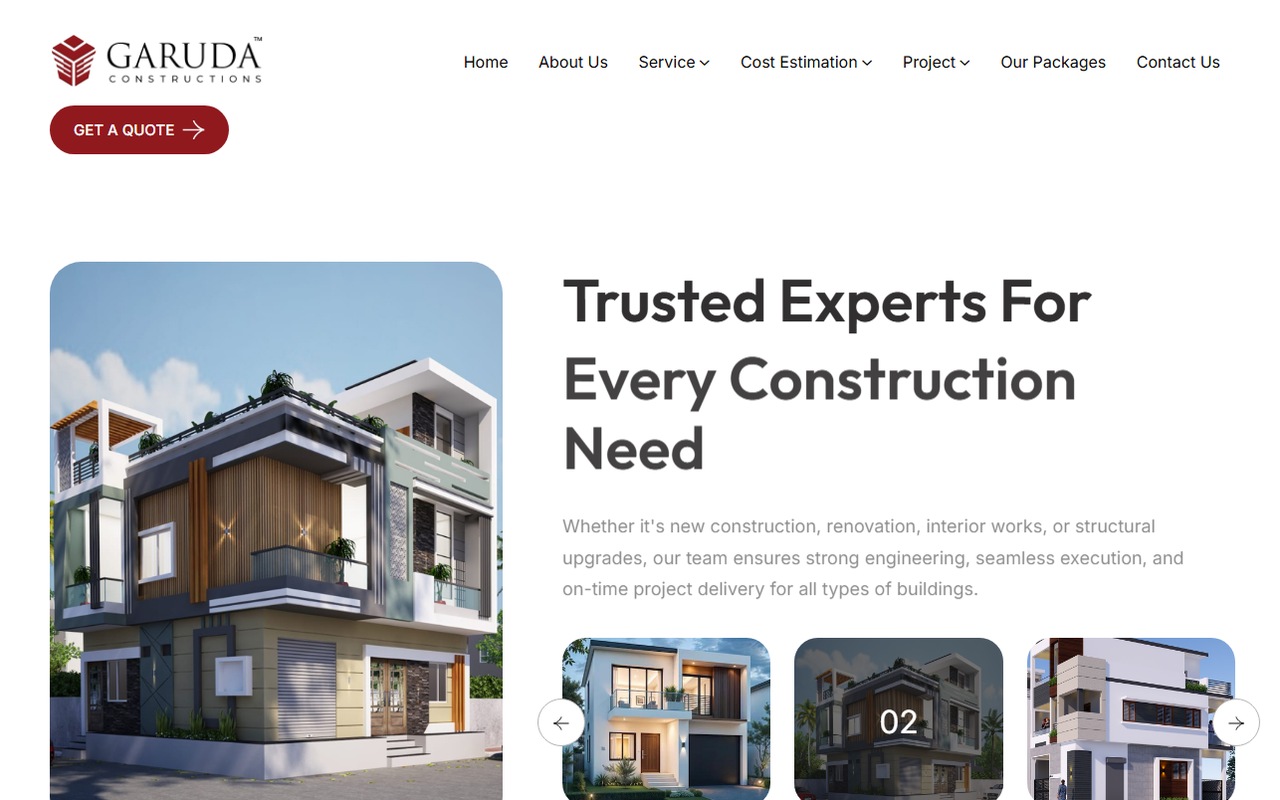 GARUDA™
CONSTRUCTIONS
Home About Us Service Cost Estimation Project Our Packages Contact Us
GET A QUOTE
Trusted Experts For
Every Construction
Need
Whether it's new construction, renovation, interior works, or structural
upgrades, our team ensures strong engineering, seamless execution, and
on-time project delivery for all types of buildings.
02